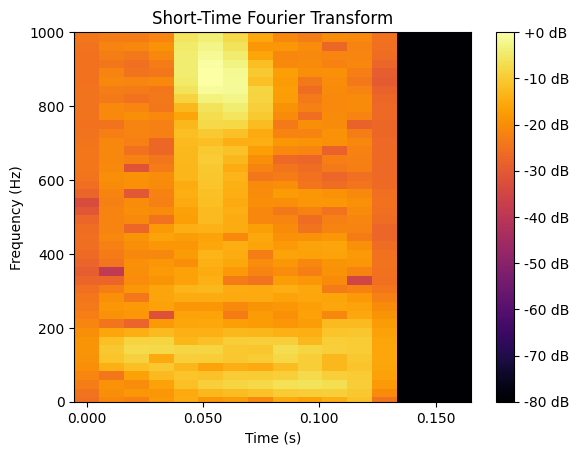 Short-Time Fourier Transform
1000
800
600
400
200
0
Frequency (Hz)
0.000
0.050
0.100
0.150
Time (s)
+0 dB
-10 dB
-20 dB
-30 dB
-40 dB
-50 dB
-60 dB
-70 dB
-80 dB